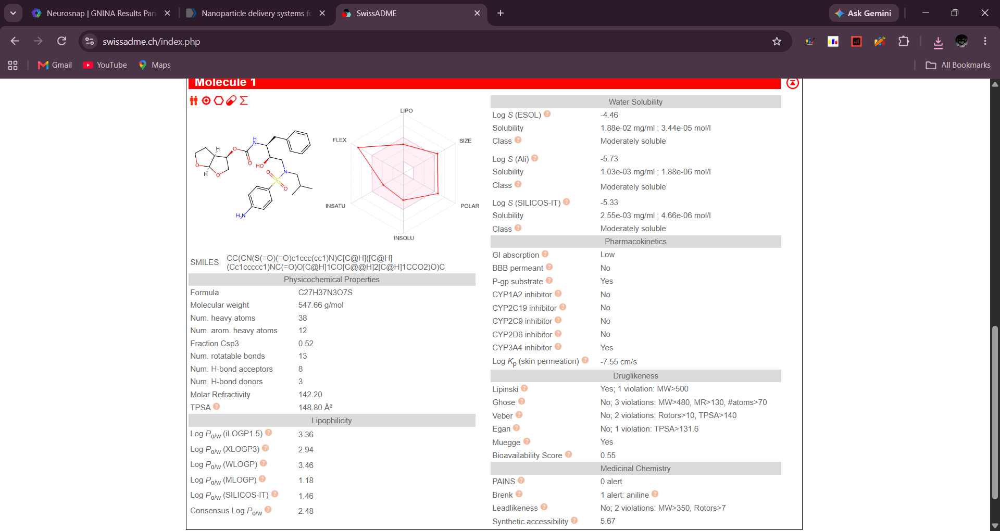 Neurosnap | GNINA Results Pan
Nanoparticle delivery systems fo
SwissADME
Ask Gemini
swissadme.ch/index.php
Gmail
YouTube
Maps
All Bookmarks
Molecule 1
LIPO
SIZE
POLAR
INSOLU
INSATU
FLEX
H
N
H
O
O
HO
O
H
O
N
O
S
O
H2N
SMILES
CC(CN(S(=O)(=O)c1ccc(cc1)N)C[C@H]([C@H]
(Cc1ccccc1)NC(=O)O[C@H]1CO[C@@H]2[C@H]1CCO2)O)C
Physicochemical Properties
Formula C27H37N3O7S
Molecular weight 547.66 g/mol
Num. heavy atoms 38
Num. arom. heavy atoms 12
Fraction Csp3 0.52
Num. rotatable bonds 13
Num. H-bond acceptors 8
Num. H-bond donors 3
Molar Refractivity 142.20
TPSA ? 148.80 Å²
Lipophilicity
Log Po/w (iLOGP1.5) ? 3.36
Log Po/w (XLOGP3) ? 2.94
Log Po/w (WLOGP) ? 3.46
Log Po/w (MLOGP) ? 1.18
Log Po/w (SILICOS-IT) ? 1.46
Consensus Log Po/w ? 2.48
Water Solubility
Log S (ESOL) ? -4.46
Solubility 1.88e-02 mg/ml ; 3.44e-05 mol/l
Class ? Moderately soluble
Log S (Ali) ? -5.73
Solubility 1.03e-03 mg/ml ; 1.88e-06 mol/l
Class ? Moderately soluble
Log S (SILICOS-IT) ? -5.33
Solubility 2.55e-03 mg/ml ; 4.66e-06 mol/l
Class ? Moderately soluble
Pharmacokinetics
GI absorption ? Low
BBB permeant ? No
P-gp substrate ? Yes
CYP1A2 inhibitor ? No
CYP2C19 inhibitor ? No
CYP2C9 inhibitor ? No
CYP2D6 inhibitor ? No
CYP3A4 inhibitor ? Yes
Log Kp (skin permeation) ? -7.55 cm/s
Druglikeness
Lipinski ? Yes; 1 violation: MW>500
Ghose ? No; 3 violations: MW>480, MR>130, #atoms>70
Veber ? No; 2 violations: Rotors>10, TPSA>140
Egan ? No; 1 violation: TPSA>131.6
Muegge ? Yes
Bioavailability Score ? 0.55
Medicinal Chemistry
PAINS ? 0 alert
Brenk ? 1 alert: aniline ?
Leadlikeness ? No; 2 violations: MW>350, Rotors>7
Synthetic accessibility ? 5.67